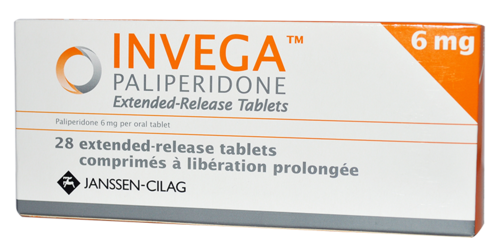 INVEGA™
6 mg
PALIPERIDONE
Extended-Release Tablets
Paliperidone 6 mg per oral tablet
28 extended-release tablets
comprimés à libération prolongée
JANSSEN-CILAG